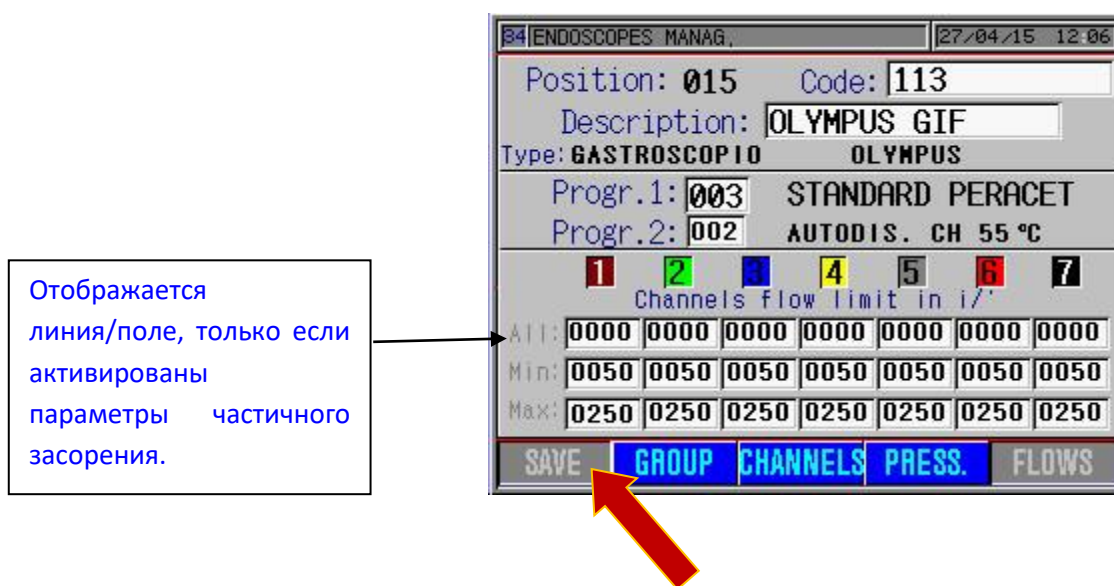 34 ENDOSCOPES MANAG. 27/04/15 12:06
Position: 015 Code: 113
Description: OLYMPUS GIF
Type: GASTROSCOPIO OLYMPUS
Progr.1: 003 STANDARD PERACET
Progr.2: 002 AUTODIS. CH 55 °C
1 2 3 4 5 6 7
Channels flow limit in i/'
All: 0000 0000 0000 0000 0000 0000 0000
Min: 0050 0050 0050 0050 0050 0050 0050
Max: 0250 0250 0250 0250 0250 0250 0250
SAVE GROUP CHANNELS PRESS. FLOWS
Отображается
линия/поле, только если
активированы
параметры частичного
засорения.